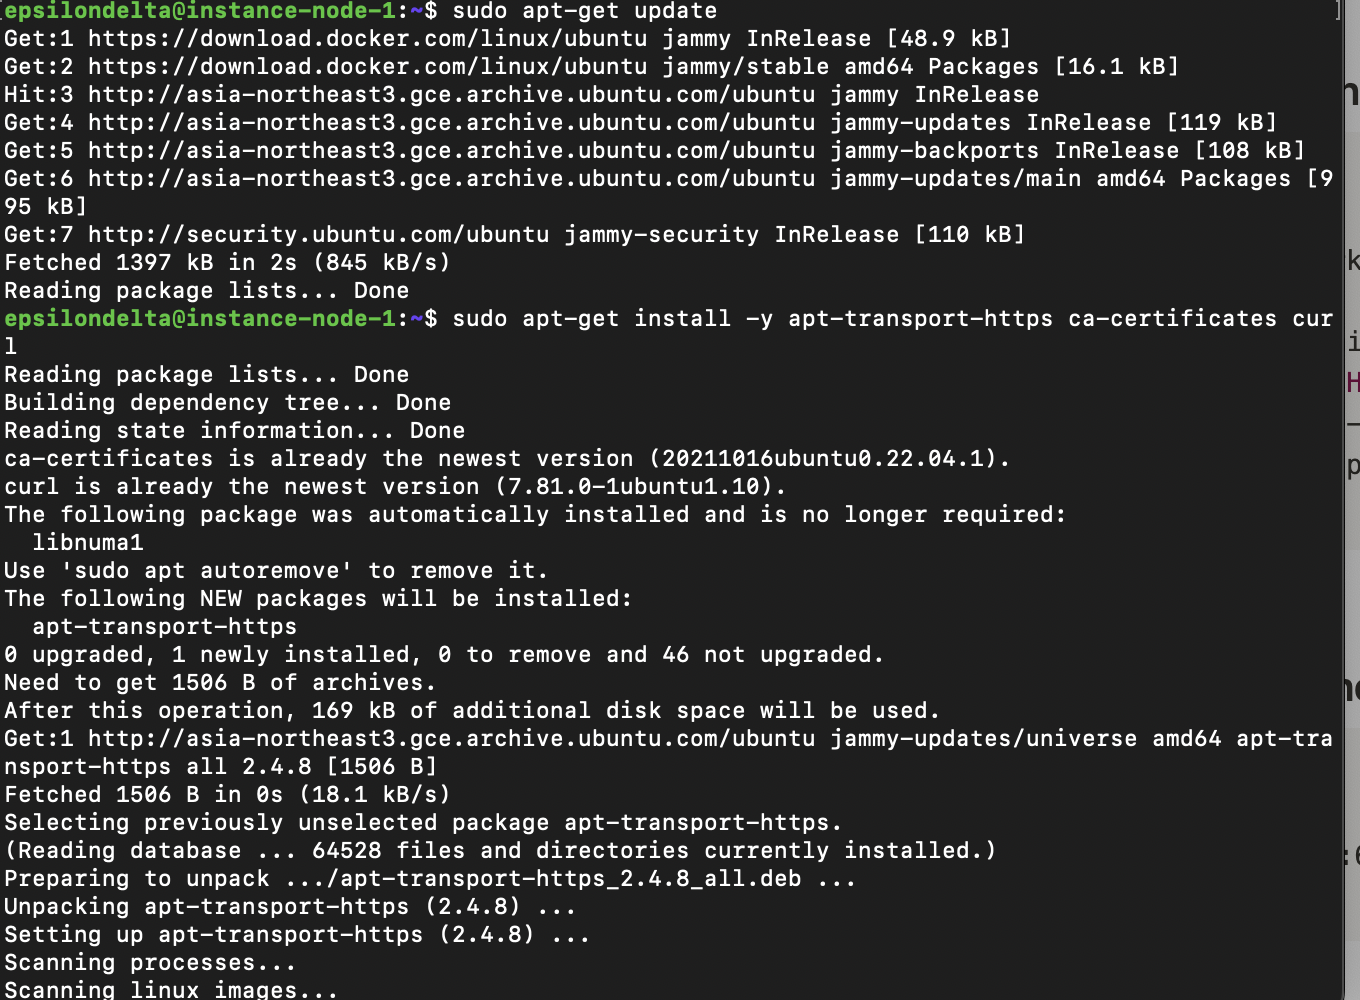 epsilondelta@instance-node-1:~$ sudo apt-get update
Get:1 https://download.docker.com/linux/ubuntu jammy InRelease [48.9 kB]
Get:2 https://download.docker.com/linux/ubuntu jammy/stable amd64 Packages [16.1 kB]
Hit:3 http://asia-northeast3.gce.archive.ubuntu.com/ubuntu jammy InRelease
Get:4 http://asia-northeast3.gce.archive.ubuntu.com/ubuntu jammy-updates InRelease [119 kB]
Get:5 http://asia-northeast3.gce.archive.ubuntu.com/ubuntu jammy-backports InRelease [108 kB]
Get:6 http://asia-northeast3.gce.archive.ubuntu.com/ubuntu jammy-updates/main amd64 Packages [9
95 kB]
Get:7 http://security.ubuntu.com/ubuntu jammy-security InRelease [110 kB]
Fetched 1397 kB in 2s (845 kB/s)
Reading package lists... Done
epsilondelta@instance-node-1:~$ sudo apt-get install -y apt-transport-https ca-certificates cur
l
Reading package lists... Done
Building dependency tree... Done
Reading state information... Done
ca-certificates is already the newest version (20211016ubuntu0.22.04.1).
curl is already the newest version (7.81.0-1ubuntu1.10).
The following package was automatically installed and is no longer required:
  libnuma1
Use 'sudo apt autoremove' to remove it.
The following NEW packages will be installed:
  apt-transport-https
0 upgraded, 1 newly installed, 0 to remove and 46 not upgraded.
Need to get 1506 B of archives.
After this operation, 169 kB of additional disk space will be used.
Get:1 http://asia-northeast3.gce.archive.ubuntu.com/ubuntu jammy-updates/universe amd64 apt-tra
nsport-https all 2.4.8 [1506 B]
Fetched 1506 B in 0s (18.1 kB/s)
Selecting previously unselected package apt-transport-https.
(Reading database ... 64528 files and directories currently installed.)
Preparing to unpack .../apt-transport-https_2.4.8_all.deb ...
Unpacking apt-transport-https (2.4.8) ...
Setting up apt-transport-https (2.4.8) ...
Scanning processes...
Scanning linux images...